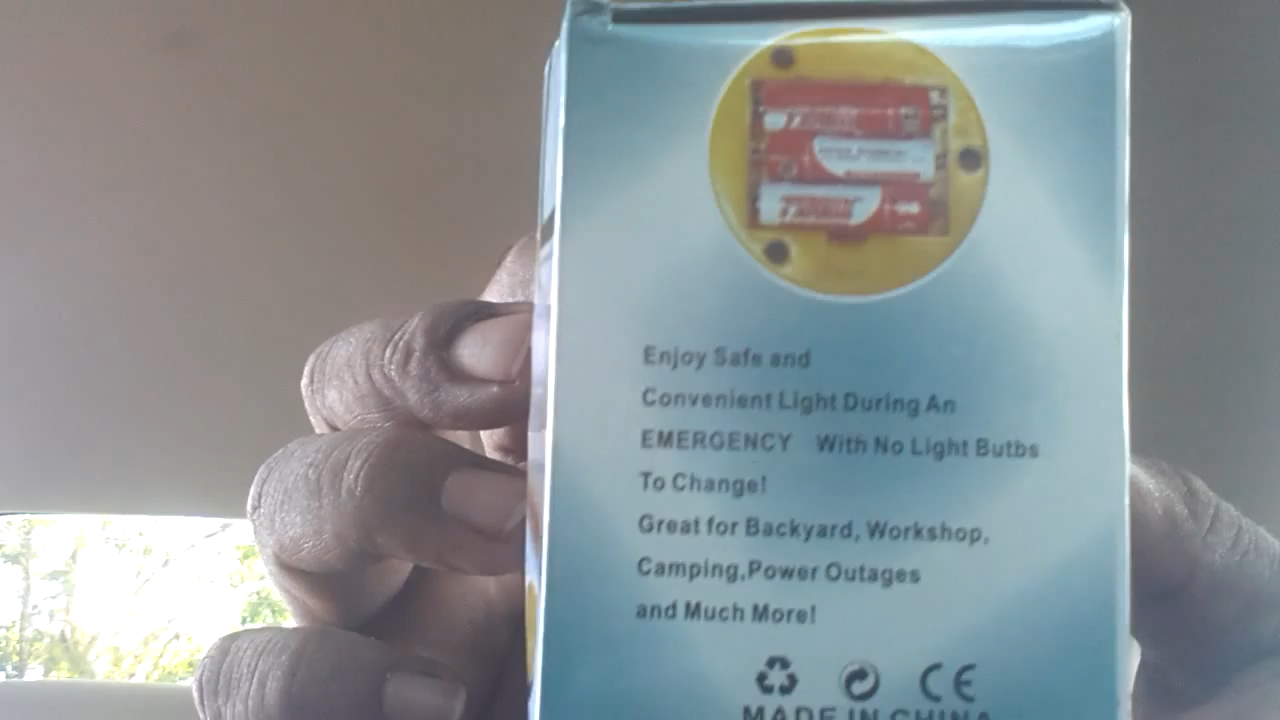 Enjoy Safe and
Convenient Light During An
EMERGENCY With No Light Butbs
To Change!
Great for Backyard, Workshop,
Camping,Power Outages
and Much More!
CE
MADE IN CHINA